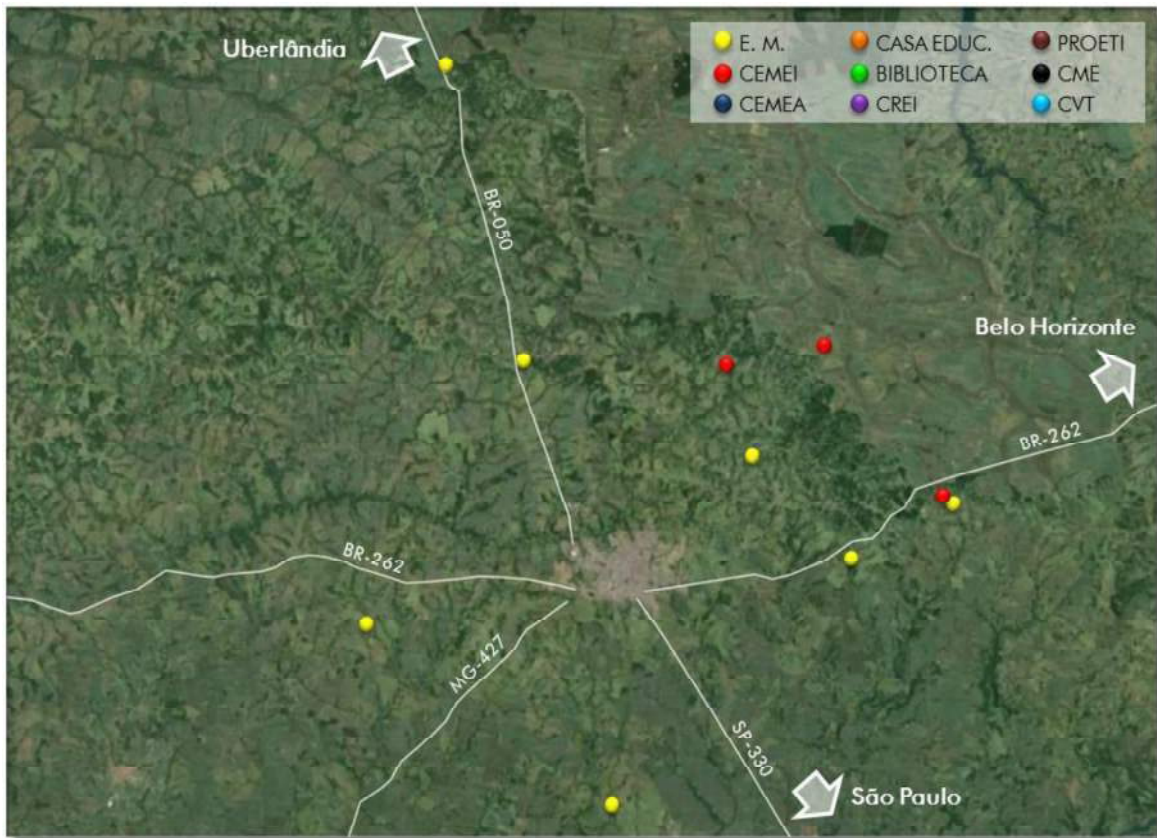 Uberlândia
E. M.
CASA EDUC.
PROETI
CEMEI
BIBLIOTECA
CME
CEMEA
CREI
CVT
BR-050
Belo Horizonte
BR-262
BR-262
MG-427
SP-330
São Paulo